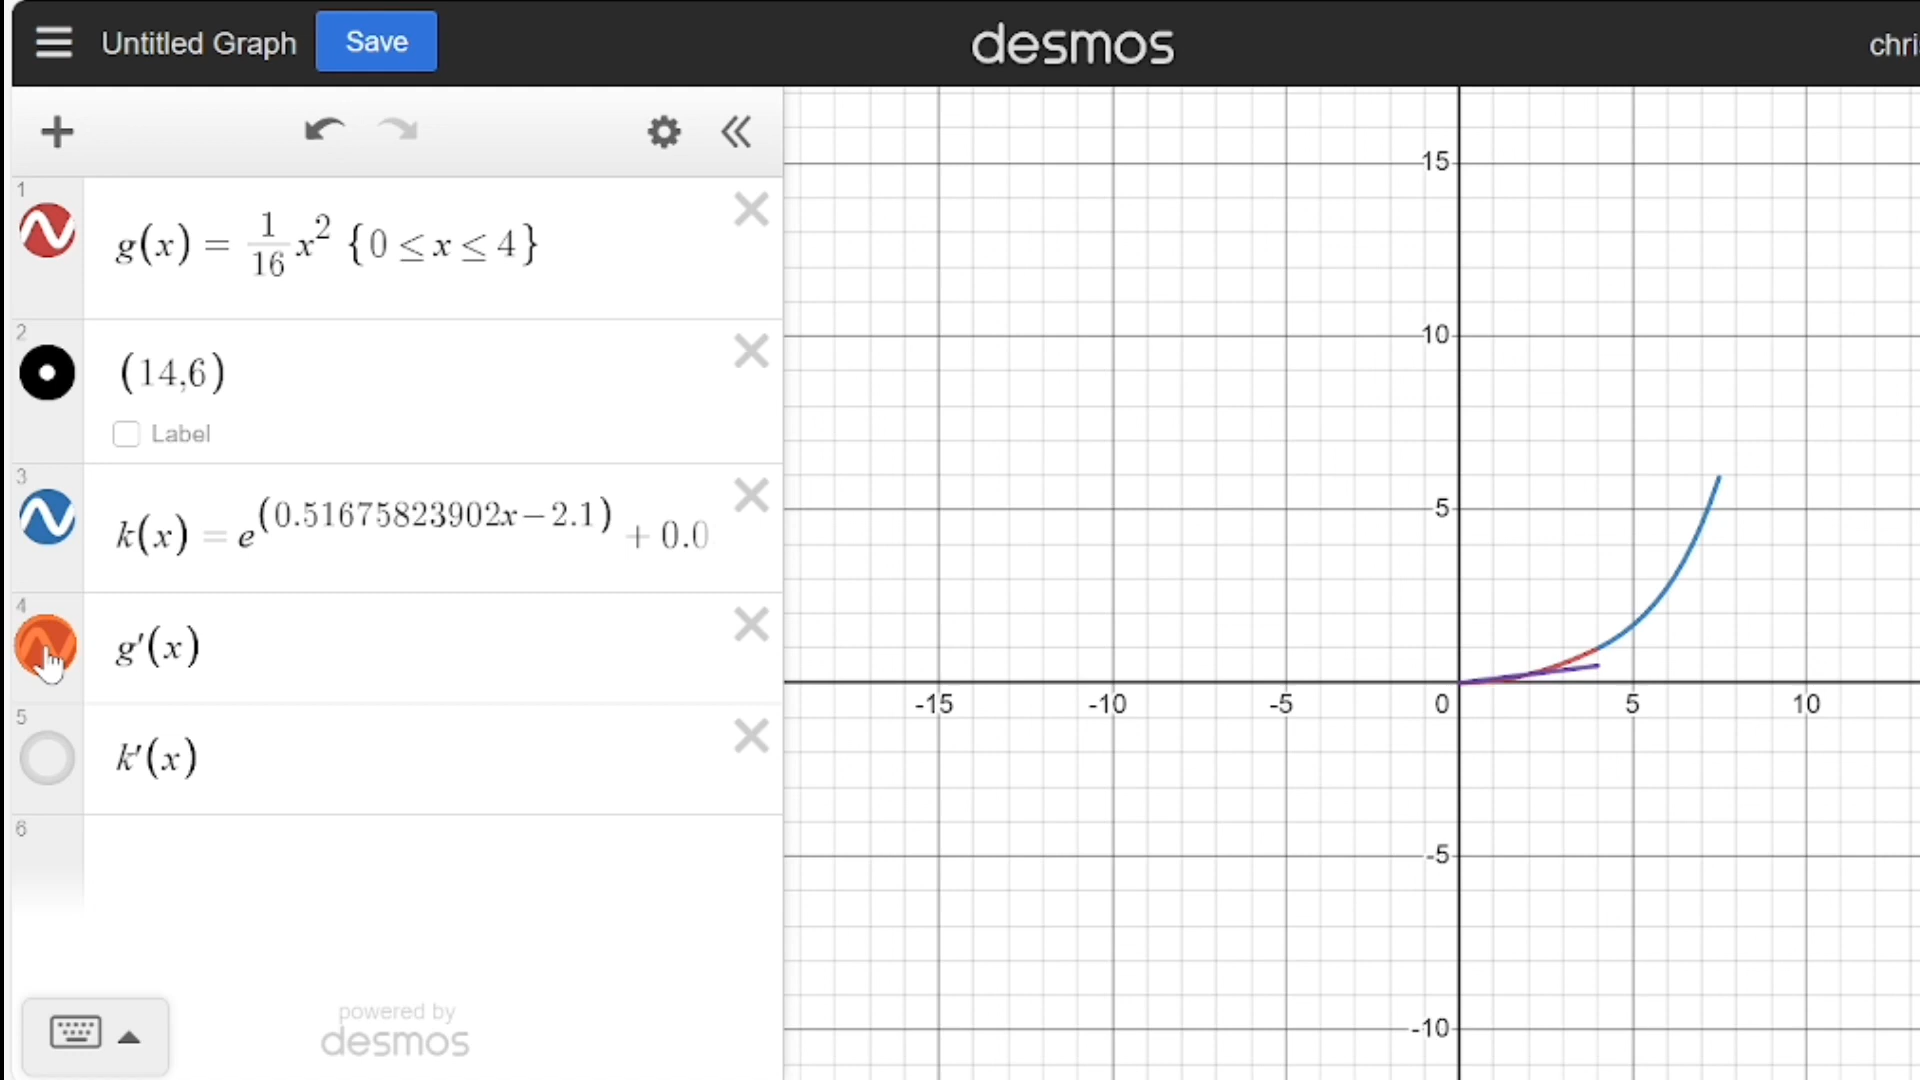 Untitled Graph Save desmos chri
1
g(x) = 1/16 x² {0 ≤ x ≤ 4}
2
(14,6)
Label
3
k(x) = e^(0.51675823902x−2.1) + 0.0
4
g′(x)
5
k′(x)
6
powered by
desmos
15
10
5
-15 -10 -5 0 5 10
-5
-10